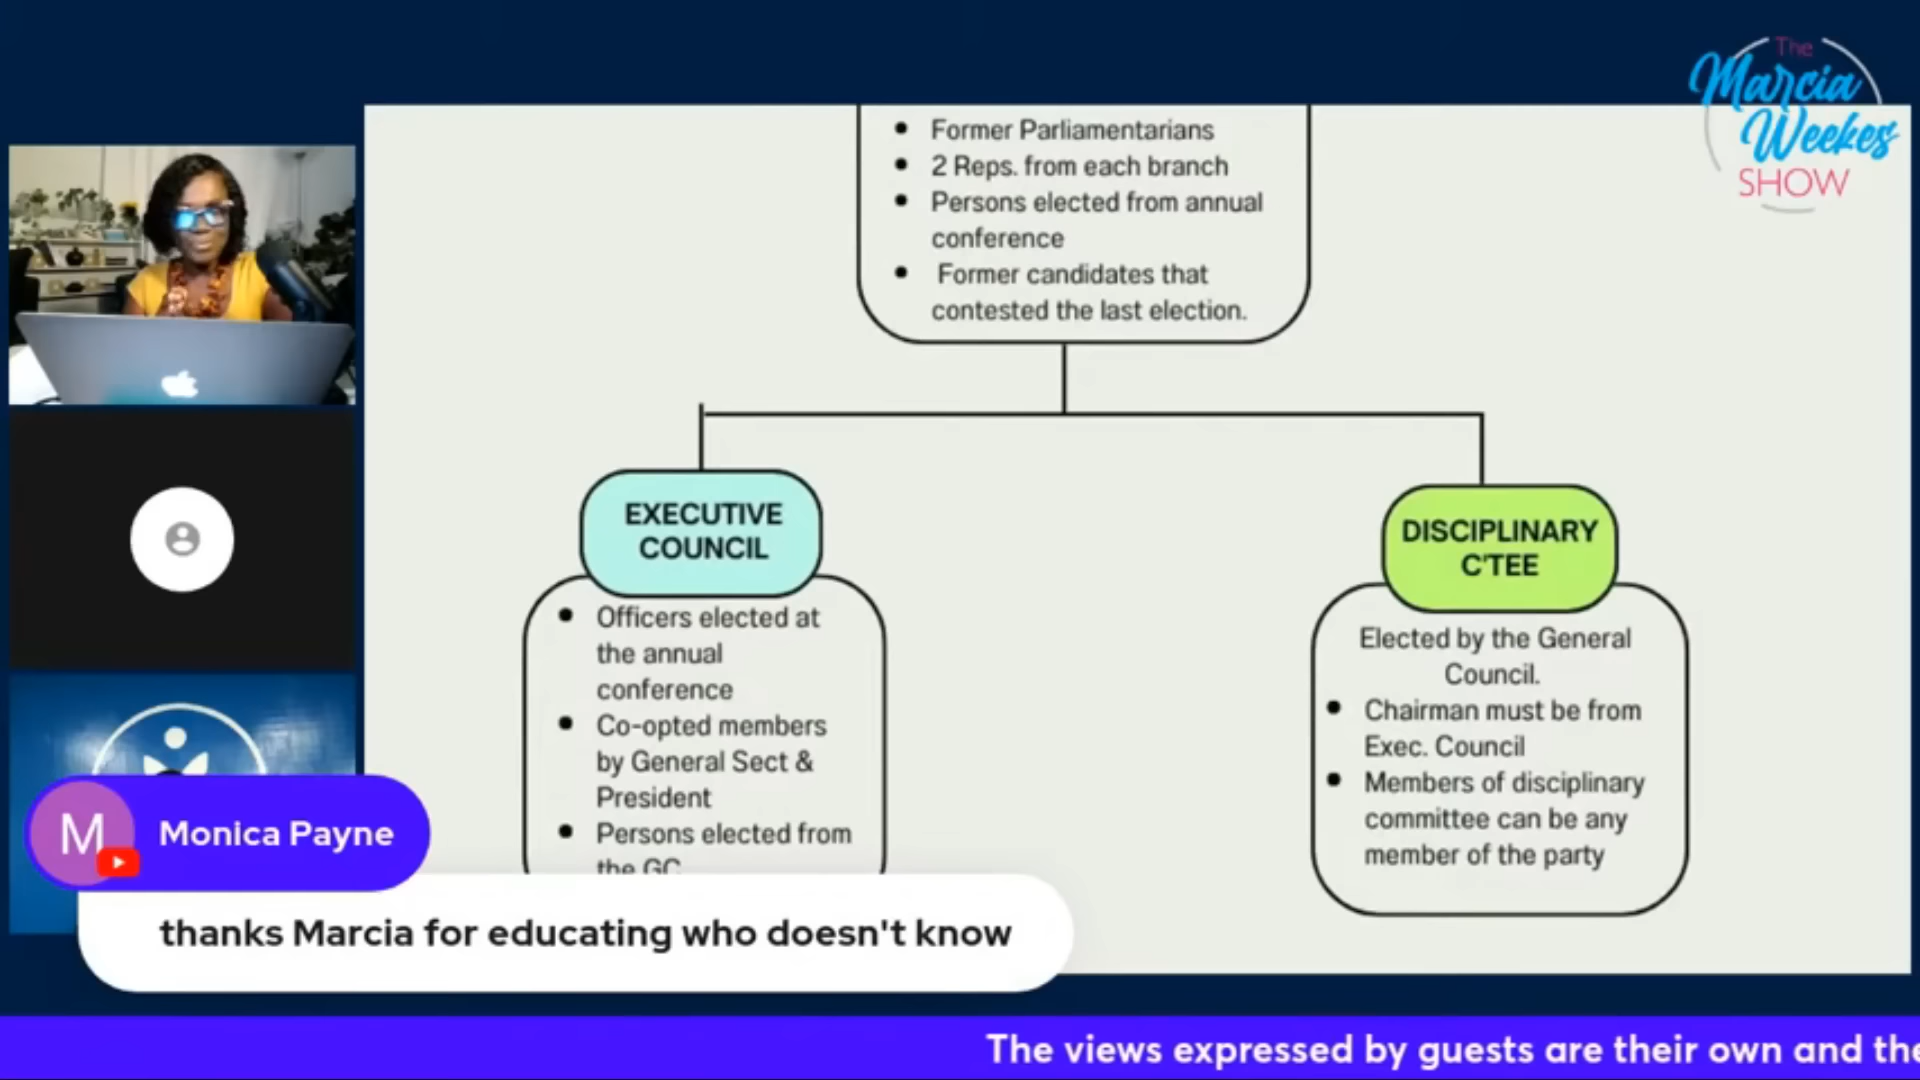 The
Marcia
Weekes
SHOW
• Former Parliamentarians
• 2 Reps. from each branch
• Persons elected from annual
conference
• Former candidates that
contested the last election.
EXECUTIVE
COUNCIL
• Officers elected at
the annual
conference
• Co-opted members
by General Sect &
President
• Persons elected from
the GC
DISCIPLINARY
C'TEE
Elected by the General
Council.
• Chairman must be from
Exec. Council
• Members of disciplinary
committee can be any
member of the party
M
Monica Payne
thanks Marcia for educating who doesn't know
The views expressed by guests are their own and the